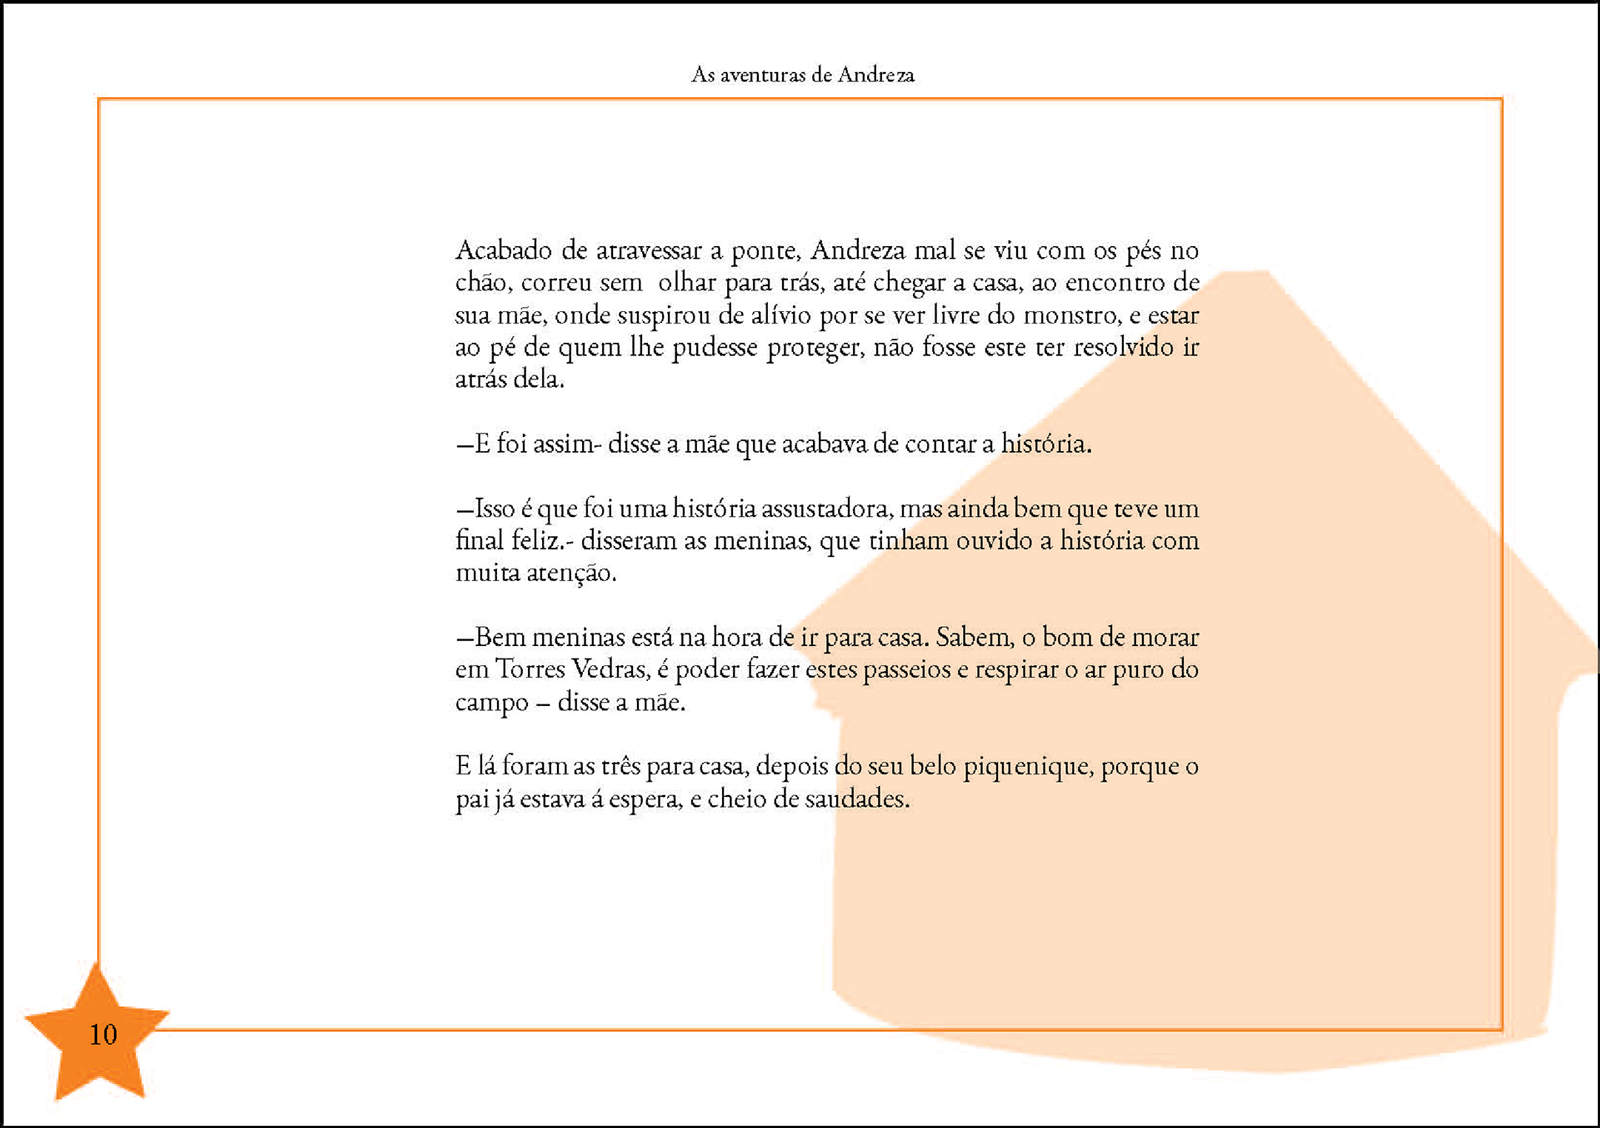 As aventuras de Andreza
Acabado de atravessar a ponte, Andreza mal se viu com os pés no
chão, correu sem  olhar para trás, até chegar a casa, ao encontro de
sua mãe, onde suspirou de alívio por se ver livre do monstro, e estar
ao pé de quem lhe pudesse proteger, não fosse este ter resolvido ir
atrás dela.
—E foi assim- disse a mãe que acabava de contar a história.
—Isso é que foi uma história assustadora, mas ainda bem que teve um
final feliz.- disseram as meninas, que tinham ouvido a história com
muita atenção.
—Bem meninas está na hora de ir para casa. Sabem, o bom de morar
em Torres Vedras, é poder fazer estes passeios e respirar o ar puro do
campo – disse a mãe.
E lá foram as três para casa, depois do seu belo piquenique, porque o
pai já estava á espera, e cheio de saudades.
10